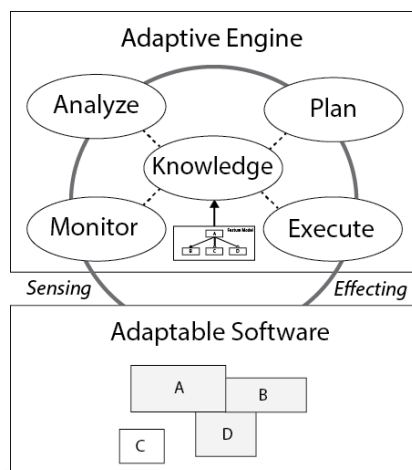 Adaptive Engine
Analyze
Plan
Knowledge
Monitor
Execute
Feature Model
A
B C D
Sensing
Effecting
Adaptable Software
A
B
D
C